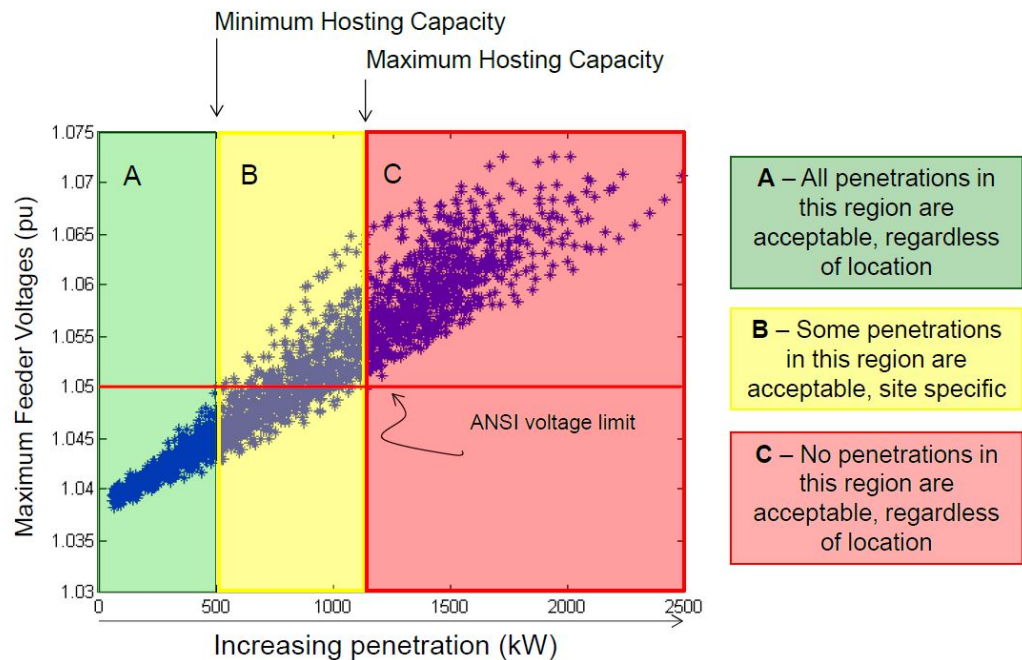 Minimum Hosting Capacity
Maximum Hosting Capacity
Maximum Feeder Voltages (pu)
1.075
1.07
1.065
1.06
1.055
1.05
1.045
1.04
1.035
1.03
A
B
C
ANSI voltage limit
0
500
1000
1500
2000
2500
Increasing penetration (kW)
A – All penetrations in
this region are
acceptable, regardless
of location
B – Some penetrations
in this region are
acceptable, site specific
C – No penetrations in
this region are
acceptable, regardless
of location